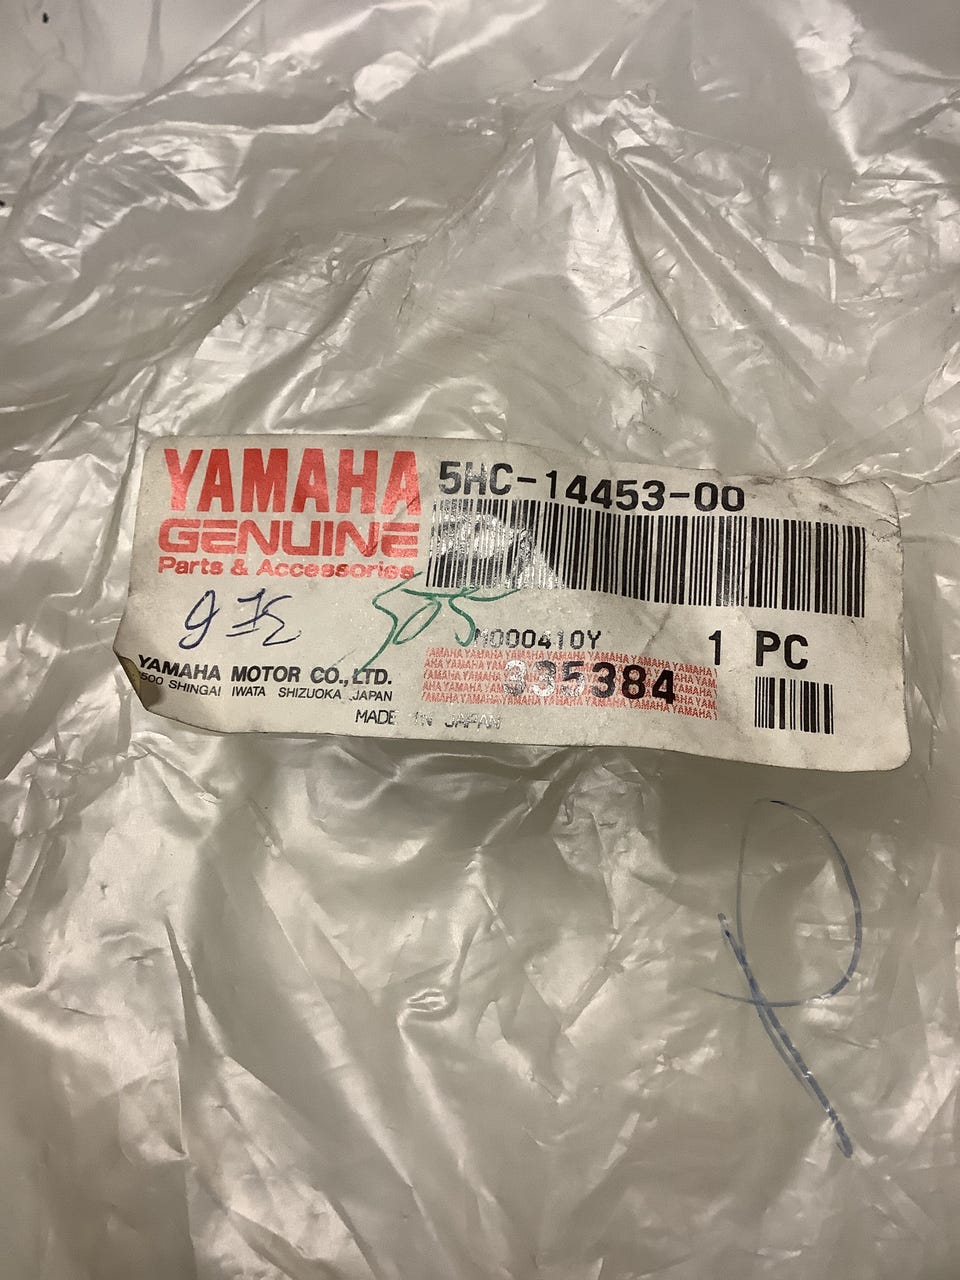 YAMAHA
GENUINE
Parts & Accessories
5HC-14453-00
505
M000410Y
1 PC
335384
YAMAHA MOTOR CO., LTD.
2500 SHINGAI IWATA SHIZUOKA JAPAN
MADE IN JAPAN